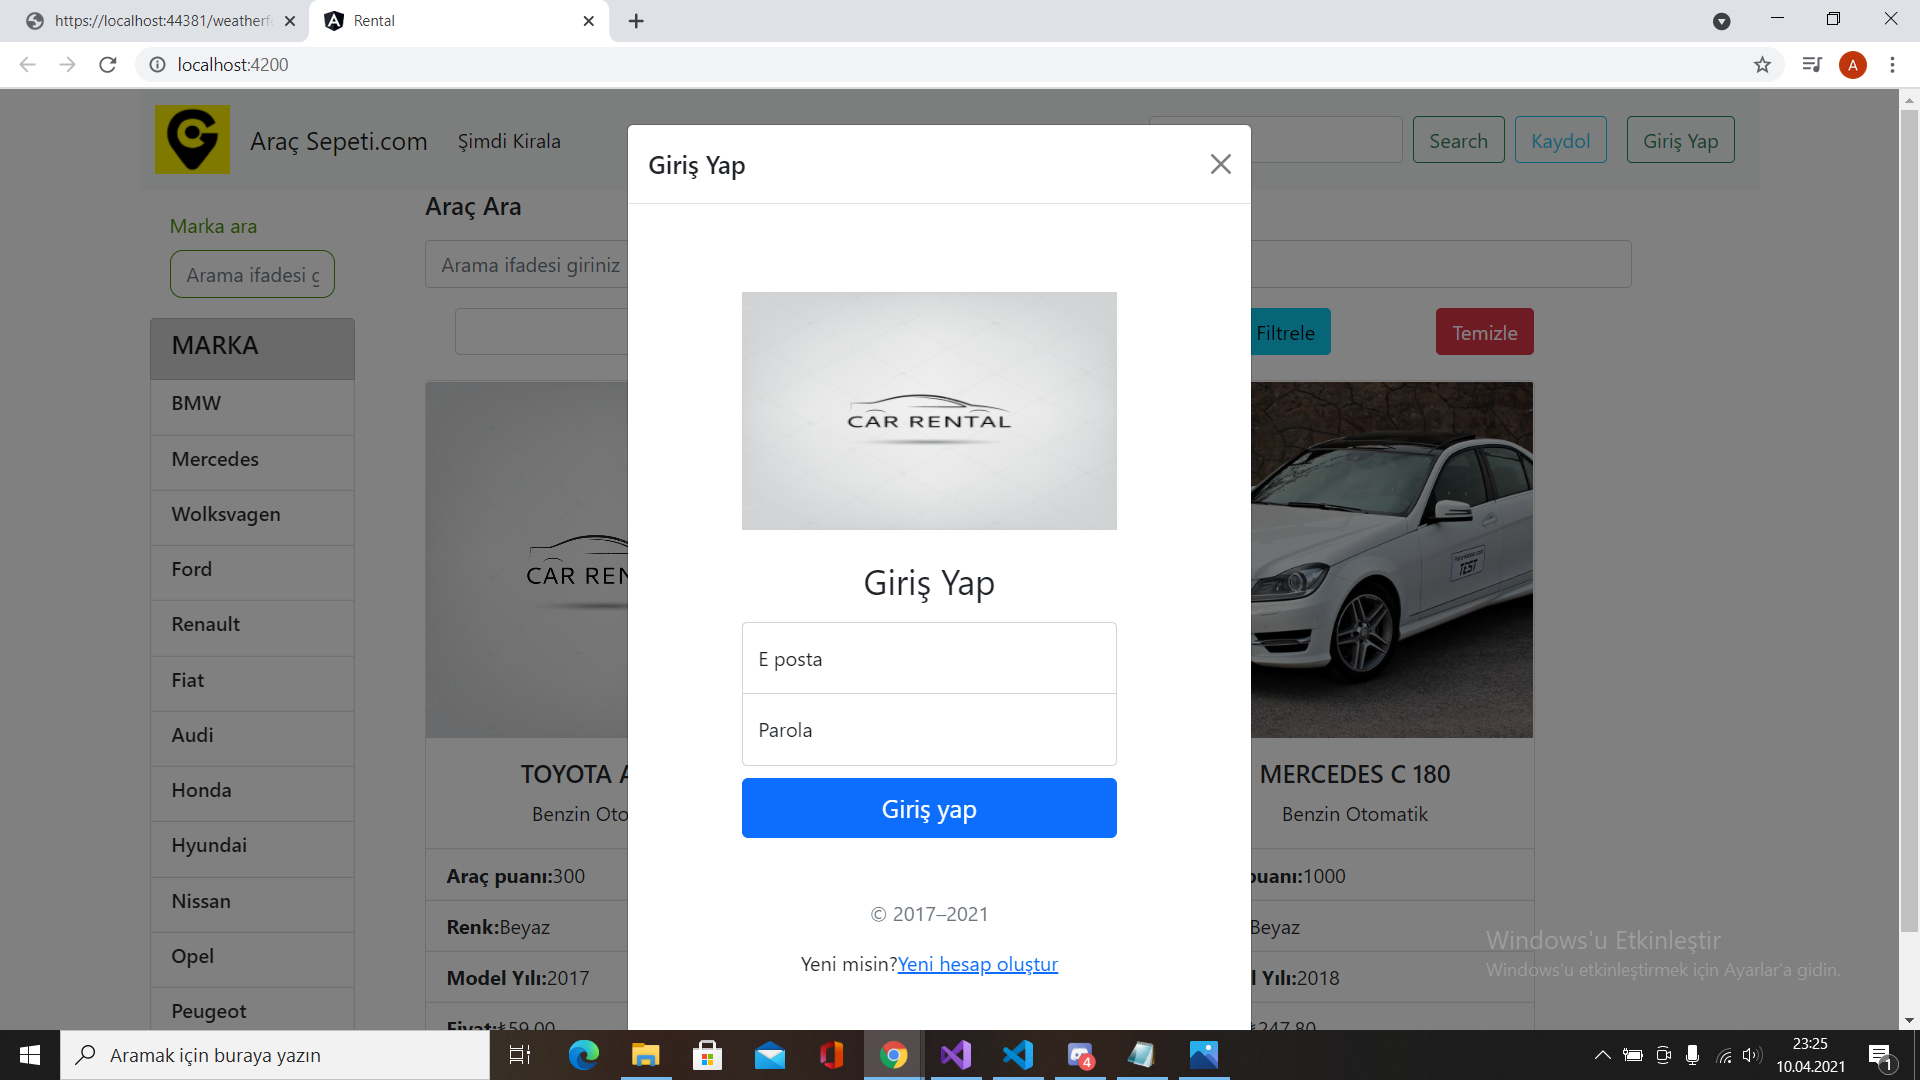 https://localhost:44381/weatherf
Rental
localhost:4200
A
Araç Sepeti.com
Şimdi Kirala
Search
Kaydol
Giriş Yap
Giriş Yap
Marka ara
Arama ifadesi g
Araç Ara
Arama ifadesi giriniz
Filtrele
Temizle
MARKA
BMW
Mercedes
Wolksvagen
Ford
Renault
Fiat
Audi
Honda
Hyundai
Nissan
Opel
Peugeot
CAR REN
TOYOTA A
Benzin Oto
Araç puanı:300
Renk:Beyaz
Model Yılı:2017
Fiyat:₺59.00
CAR RENTAL
Giriş Yap
E posta
Parola
Giriş yap
© 2017–2021
Yeni misin?Yeni hesap oluştur
TEST
MERCEDES C 180
Benzin Otomatik
puanı:1000
Beyaz
l Yılı:2018
₺247.80
Windows'u Etkinleştir
Windows'u etkinleştirmek için Ayarlar'a gidin.
Aramak için buraya yazın
4
23:25
10.04.2021
1